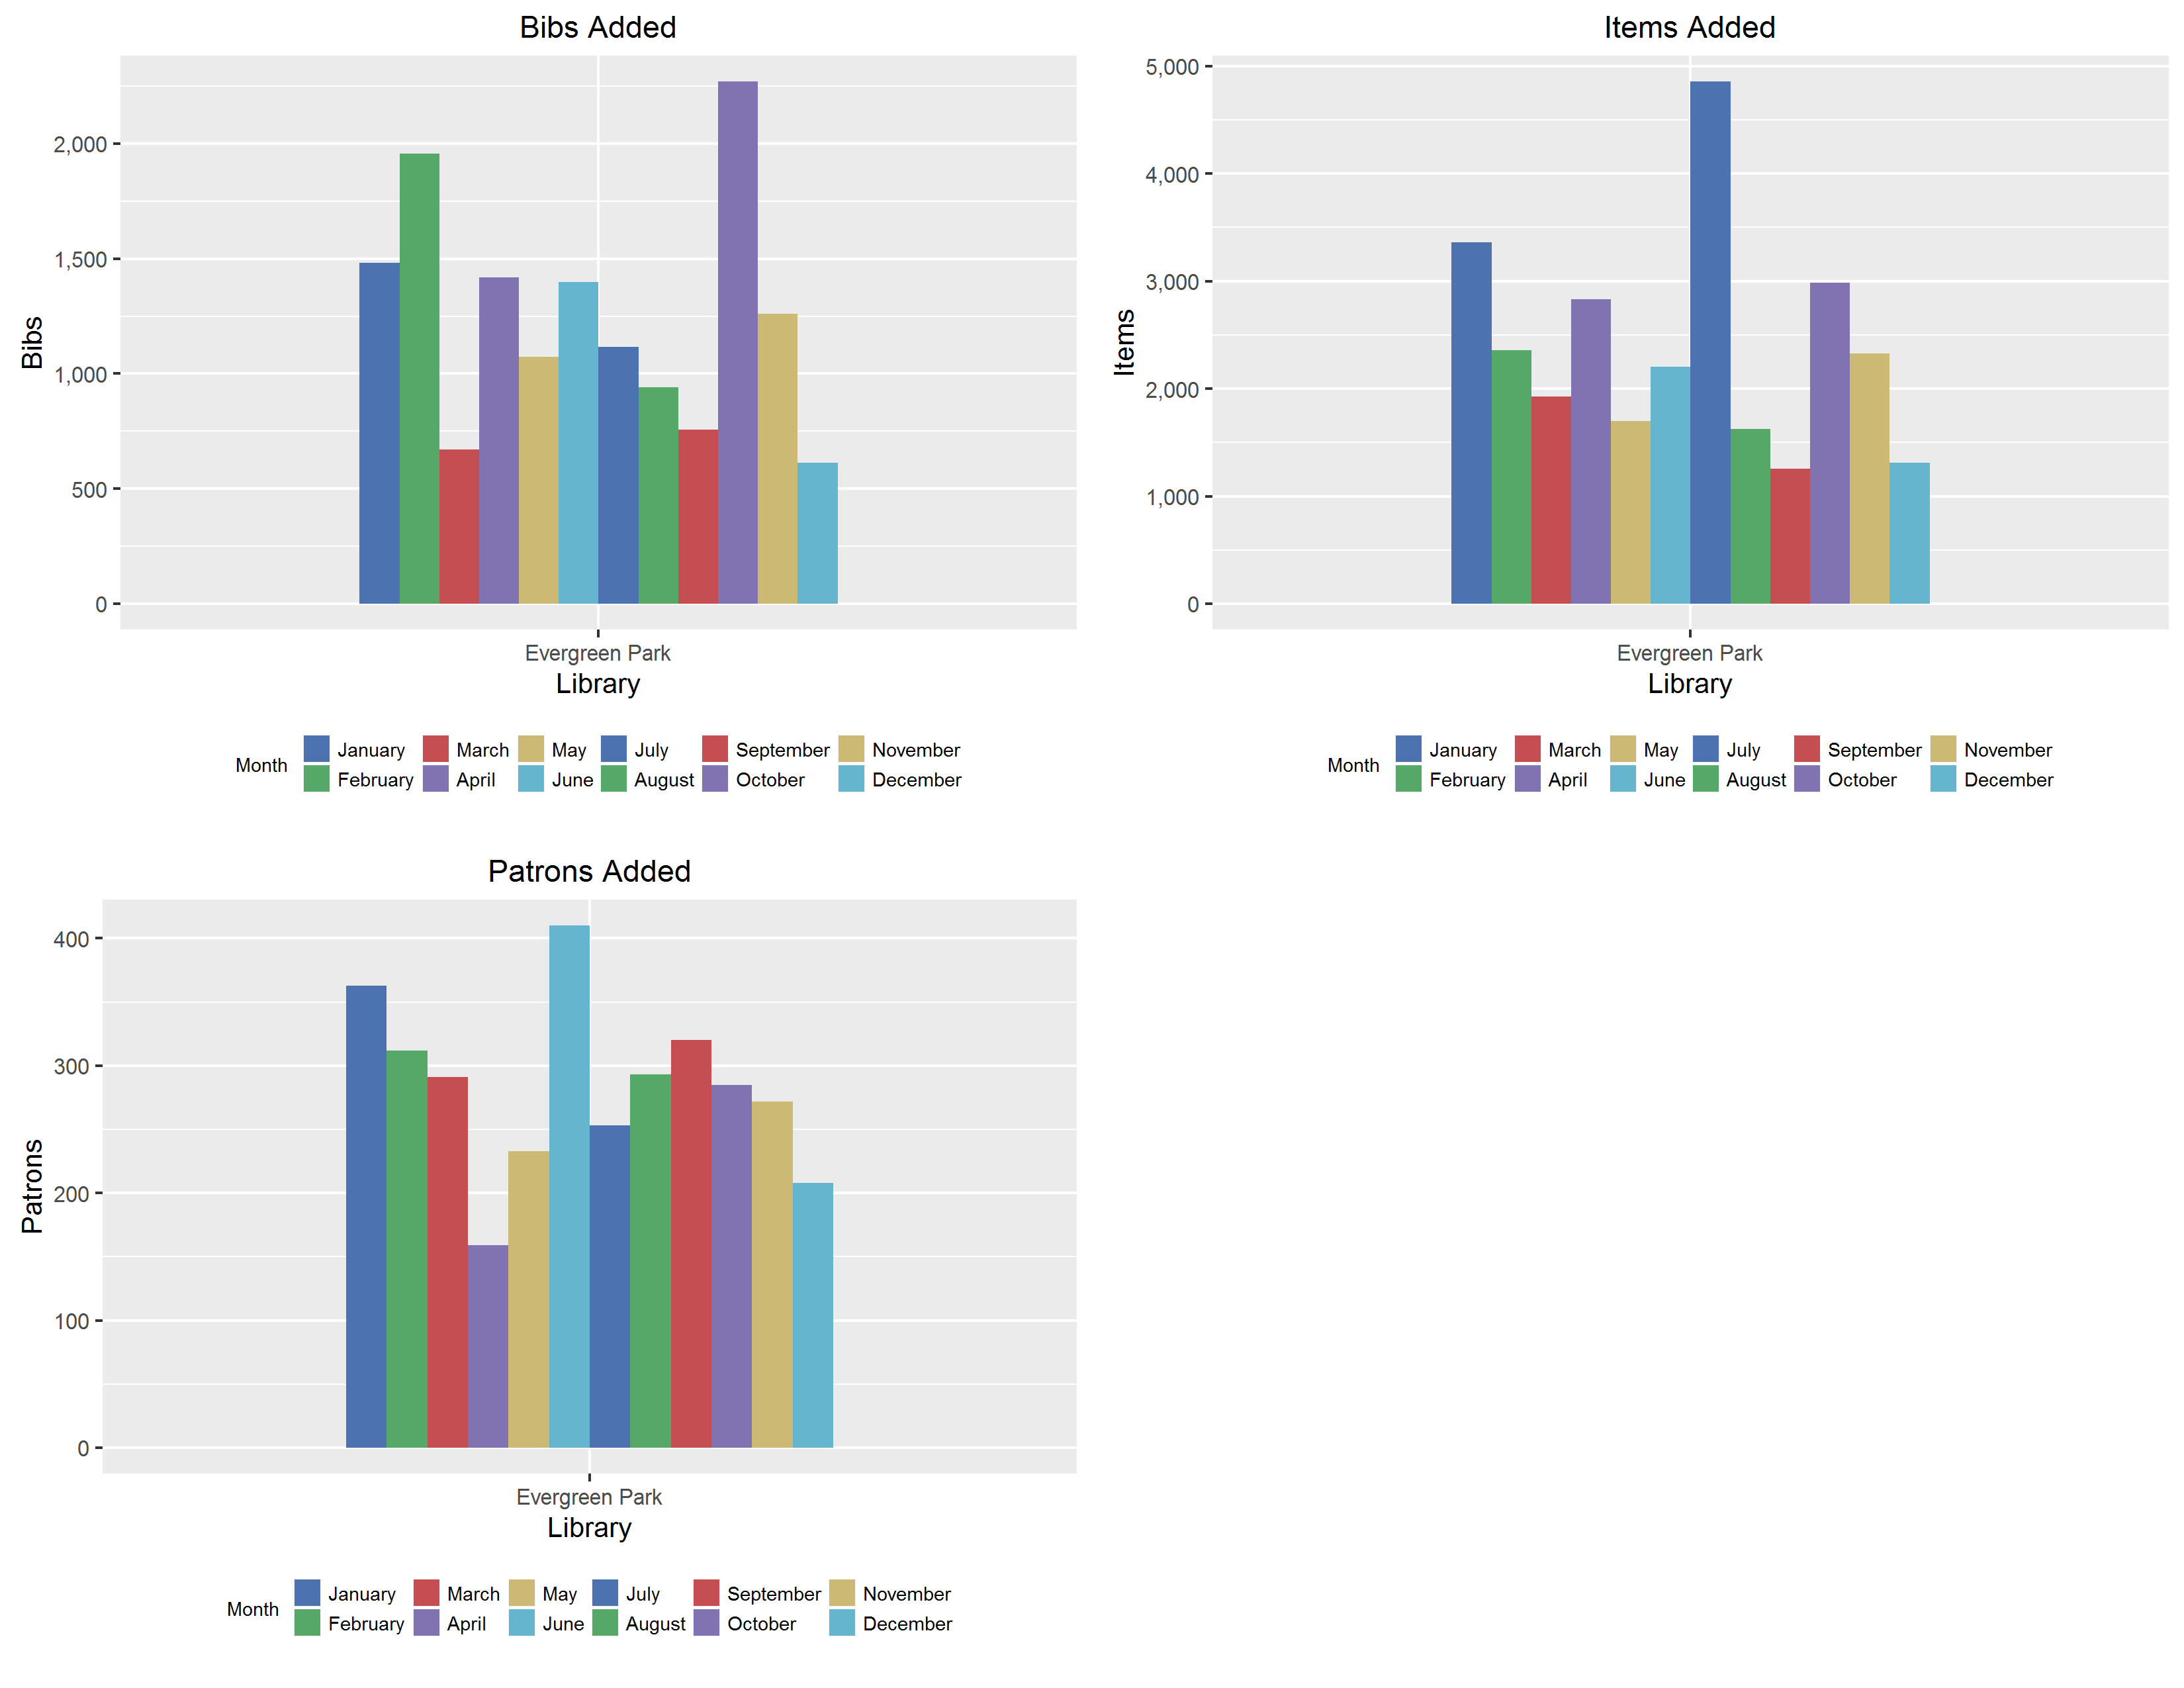 Bibs Added
2,000
1,500
1,000
500
0
Bibs
Evergreen Park
Library
Month
January March May July September November
February April June August October December
Items Added
5,000
4,000
3,000
2,000
1,000
0
Items
Evergreen Park
Library
Month
January March May July September November
February April June August October December
Patrons Added
400
300
200
100
0
Patrons
Evergreen Park
Library
Month
January March May July September November
February April June August October December